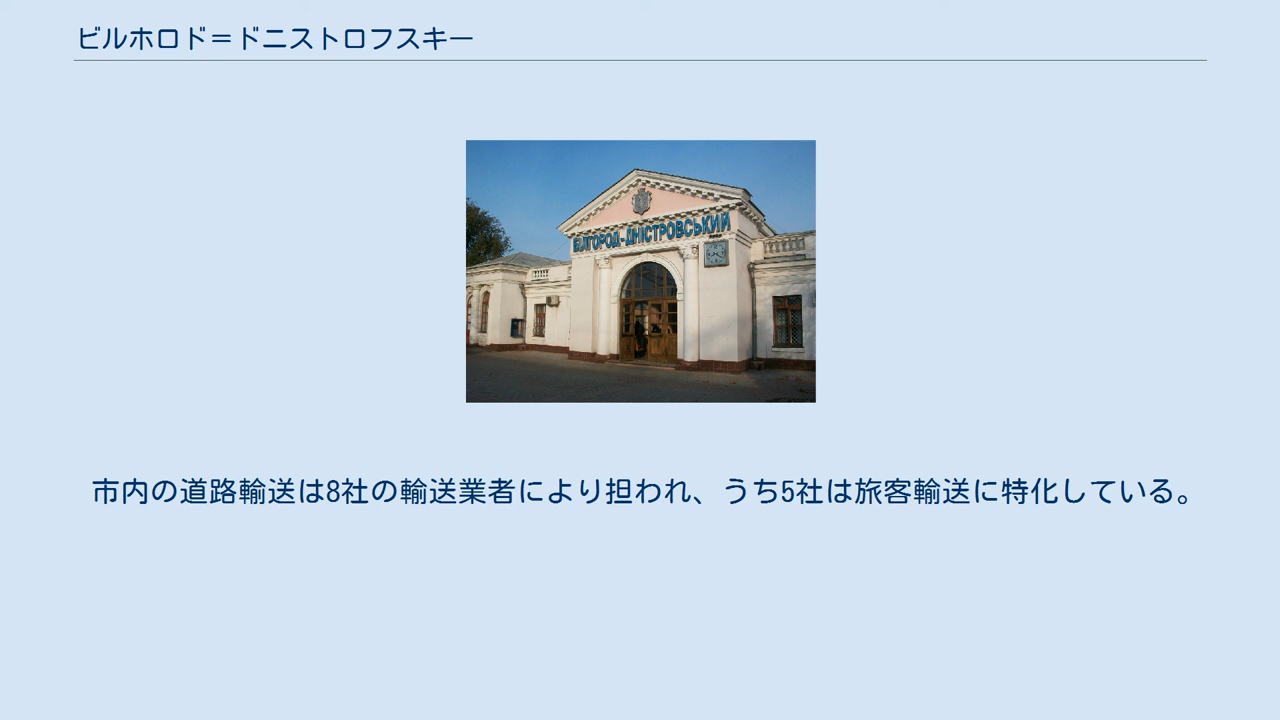 ビルホロド＝ドニストロフスキー
БІЛГОРОД-ДНІСТРОВСЬКИЙ
市内の道路輸送は8社の輸送業者により担われ、うち5社は旅客輸送に特化している。